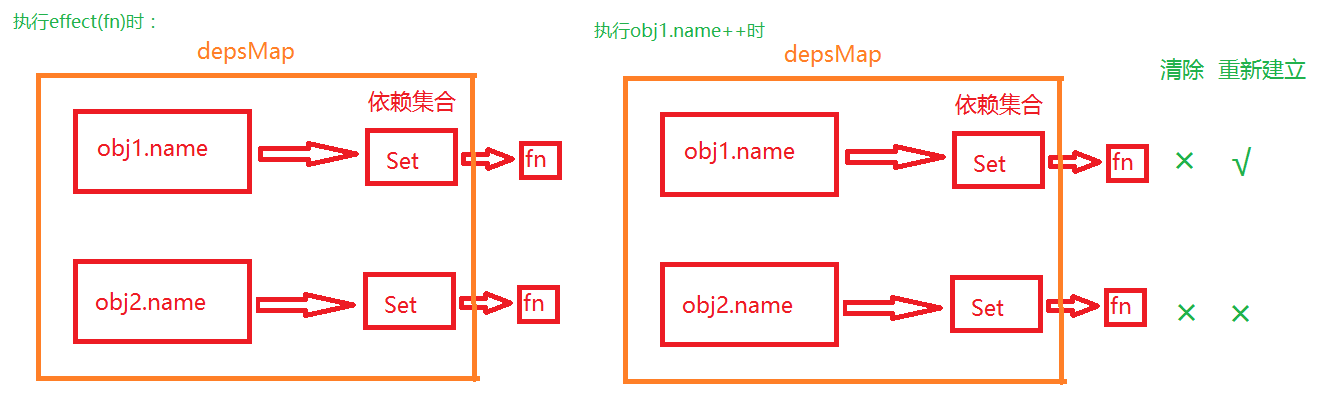 执行effect(fn)时：
depsMap
依赖集合
obj1.name
Set
fn
obj2.name
Set
fn
执行obj1.name++时
depsMap
清除 重新建立
依赖集合
obj1.name
Set
fn
× √
obj2.name
Set
fn
× ×